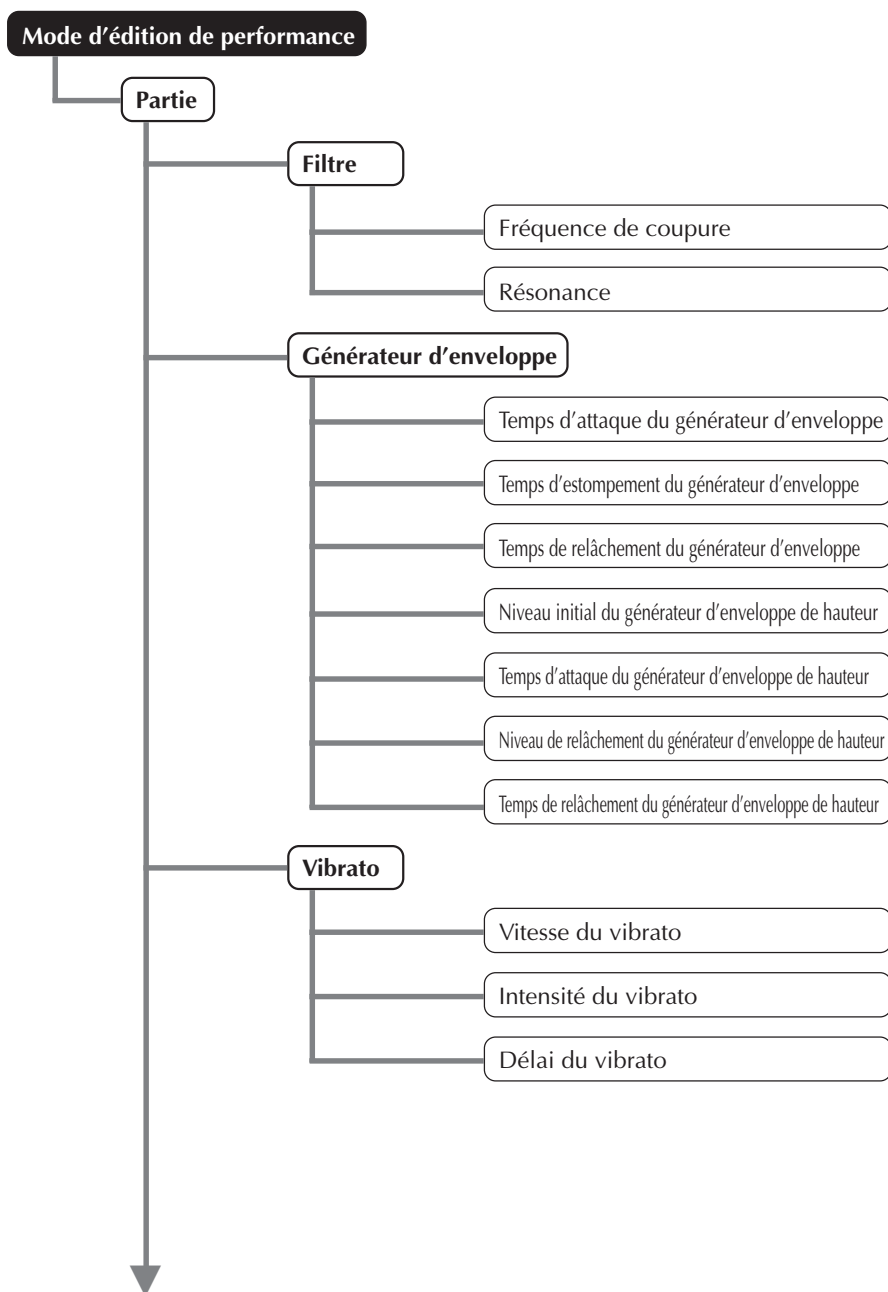 Mode d’édition de performance
Partie
Filtre
Fréquence de coupure
Résonance
Générateur d’enveloppe
Temps d’attaque du générateur d’enveloppe
Temps d’estompement du générateur d’enveloppe
Temps de relâchement du générateur d’enveloppe
Niveau initial du générateur d’enveloppe de hauteur
Temps d’attaque du générateur d’enveloppe de hauteur
Niveau de relâchement du générateur d’enveloppe de hauteur
Temps de relâchement du générateur d’enveloppe de hauteur
Vibrato
Vitesse du vibrato
Intensité du vibrato
Délai du vibrato